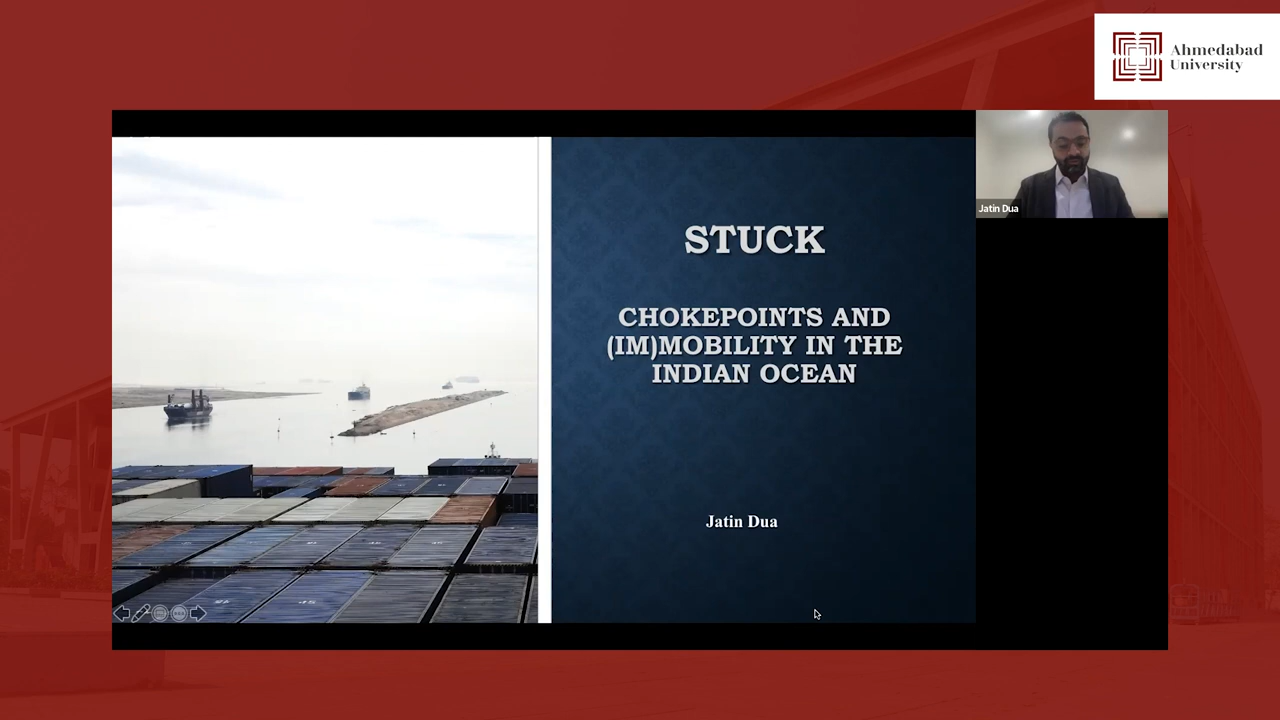 Ahmedabad
University
Jatin Dua
STUCK
CHOKEPOINTS AND
(IM)MOBILITY IN THE
INDIAN OCEAN
Jatin Dua